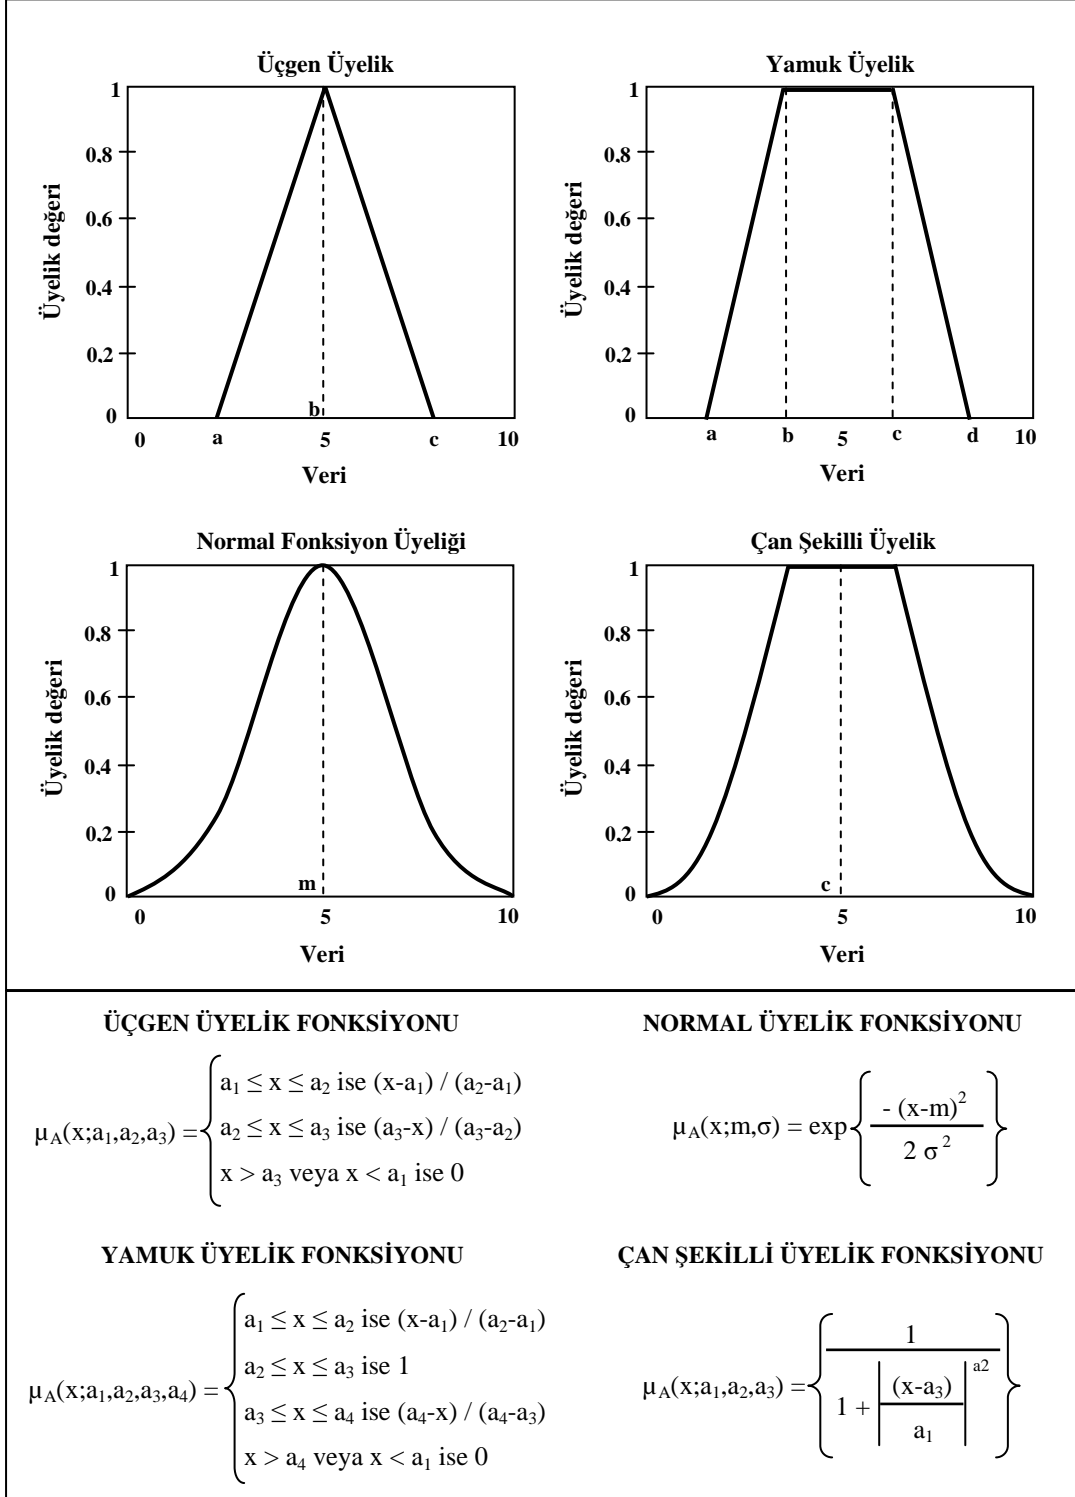 Üçgen Üyelik
1
0.8
0.6
0.4
0.2
0
Üyelik değeri
b
0 a 5 c 10
Veri
Yamuk Üyelik
1
0.8
0.6
0.4
0.2
0
Üyelik değeri
a b 5 c d 10
Veri
Normal Fonksiyon Üyeliği
1
0.8
0.6
0.4
0.2
0
Üyelik değeri
m
0 5 10
Veri
Çan Şekilli Üyelik
1
0.8
0.6
0.4
0.2
0
Üyelik değeri
c
0 5 10
Veri
ÜÇGEN ÜYELİK FONKSİYONU
μA(x;a1,a2,a3) =
a1 ≤ x ≤ a2 ise (x-a1) / (a2-a1)
a2 ≤ x ≤ a3 ise (a3-x) / (a3-a2)
x > a3 veya x < a1 ise 0
NORMAL ÜYELİK FONKSİYONU
μA(x;m,σ) = exp
- (x-m)²
2 σ²
YAMUK ÜYELİK FONKSİYONU
μA(x;a1,a2,a3,a4) =
a1 ≤ x ≤ a2 ise (x-a1) / (a2-a1)
a2 ≤ x ≤ a3 ise 1
a3 ≤ x ≤ a4 ise (a4-x) / (a4-a3)
x > a4 veya x < a1 ise 0
ÇAN ŞEKİLLİ ÜYELİK FONKSİYONU
μA(x;a1,a2,a3) =
1
1 + | (x-a3) | a2
a1